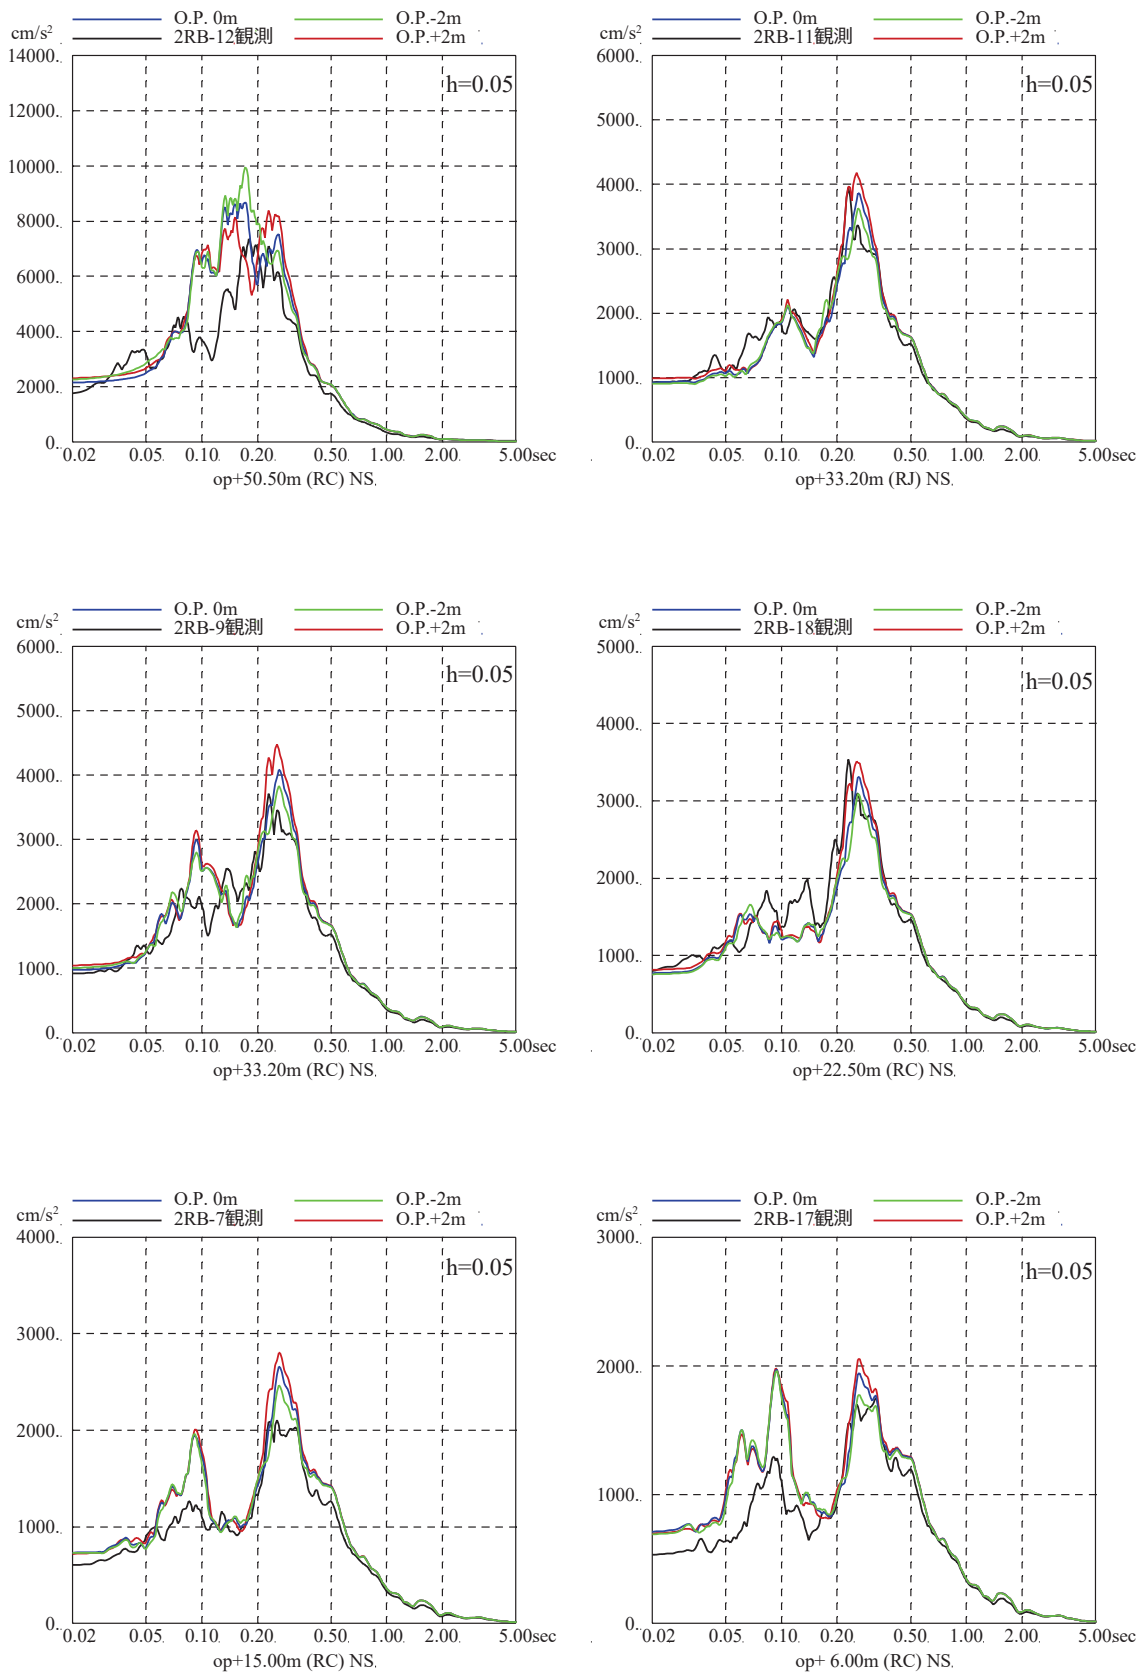 O.P. 0m O.P.-2m
cm/s² 2RB-12観測 O.P.+2m
14000.
h=0.05
12000.
10000.
8000.
6000.
4000.
2000.
0.
0.02 0.05 0.10 0.20 0.50 1.00 2.00 5.00sec
op+50.50m (RC) NS
O.P. 0m O.P.-2m
cm/s² 2RB-11観測 O.P.+2m
6000.
h=0.05
5000.
4000.
3000.
2000.
1000.
0.
0.02 0.05 0.10 0.20 0.50 1.00 2.00 5.00sec
op+33.20m (RJ) NS
O.P. 0m O.P.-2m
cm/s² 2RB-9観測 O.P.+2m
6000.
h=0.05
5000.
4000.
3000.
2000.
1000.
0.
0.02 0.05 0.10 0.20 0.50 1.00 2.00 5.00sec
op+33.20m (RC) NS
O.P. 0m O.P.-2m
cm/s² 2RB-18観測 O.P.+2m
5000.
h=0.05
4000.
3000.
2000.
1000.
0.
0.02 0.05 0.10 0.20 0.50 1.00 2.00 5.00sec
op+22.50m (RC) NS
O.P. 0m O.P.-2m
cm/s² 2RB-7観測 O.P.+2m
4000.
h=0.05
3000.
2000.
1000.
0.
0.02 0.05 0.10 0.20 0.50 1.00 2.00 5.00sec
op+15.00m (RC) NS
O.P. 0m O.P.-2m
cm/s² 2RB-17観測 O.P.+2m
3000.
h=0.05
2000.
1000.
0.
0.02 0.05 0.10 0.20 0.50 1.00 2.00 5.00sec
op+ 6.00m (RC) NS